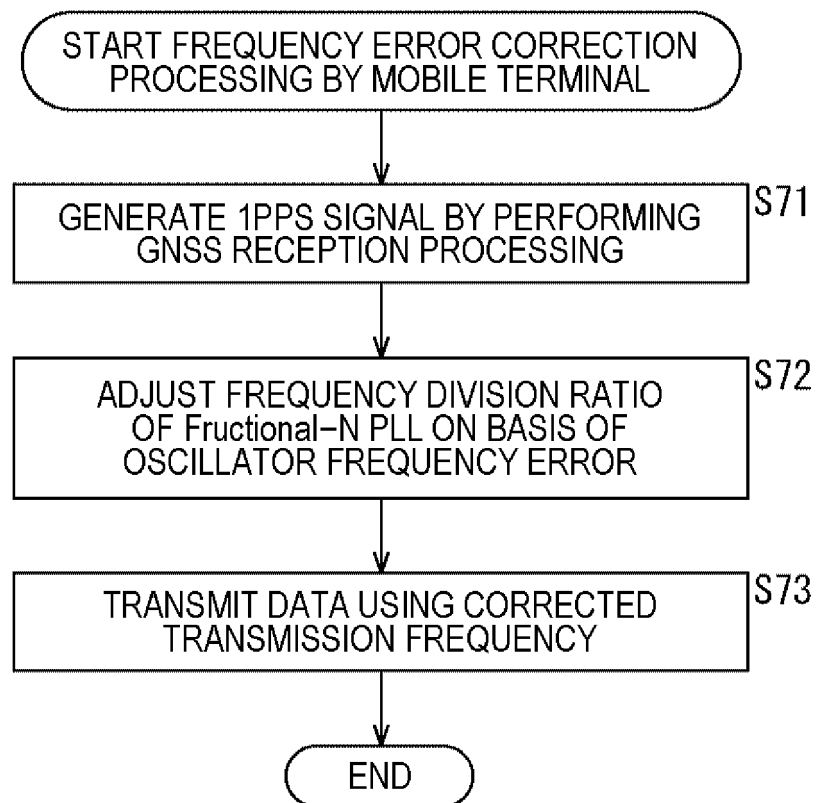 START FREQUENCY ERROR CORRECTION
PROCESSING BY MOBILE TERMINAL
S71
GENERATE 1PPS SIGNAL BY PERFORMING
GNSS RECEPTION PROCESSING
S72
ADJUST FREQUENCY DIVISION RATIO
OF Fructional-N PLL ON BASIS OF
OSCILLATOR FREQUENCY ERROR
S73
TRANSMIT DATA USING CORRECTED
TRANSMISSION FREQUENCY
END